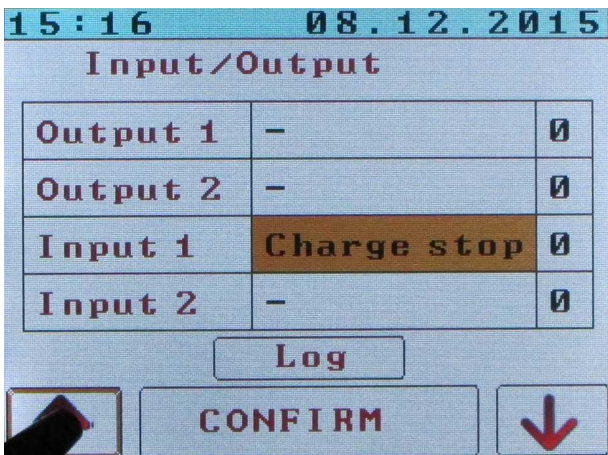 15:16 08.12.2015
Input/Output
Output 1 - 0
Output 2 - 0
Input 1 Charge stop 0
Input 2 - 0
Log
CONFIRM